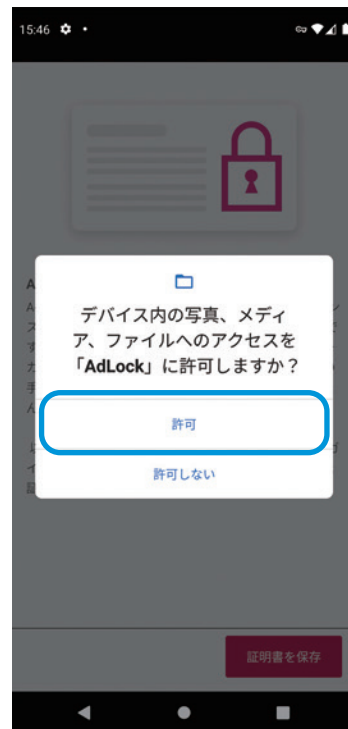 15:46
デバイス内の写真、メディ
ア、ファイルへのアクセスを
「AdLock」に許可しますか？
許可
許可しない
証明書を保存